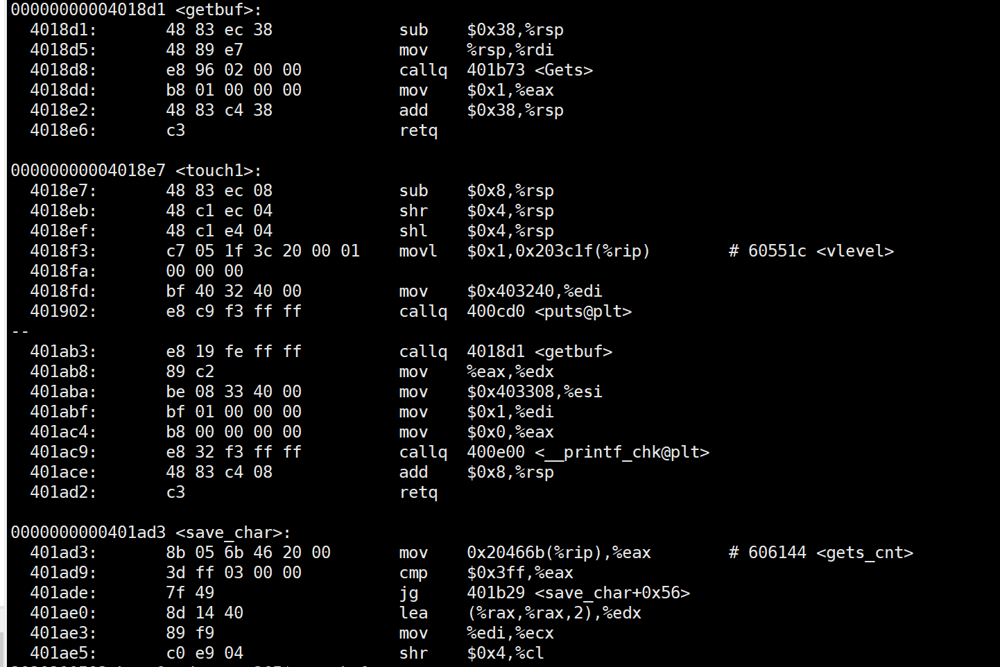 00000000004018d1 <getbuf>:
  4018d1:       48 83 ec 38             sub    $0x38,%rsp
  4018d5:       48 89 e7                mov    %rsp,%rdi
  4018d8:       e8 96 02 00 00          callq  401b73 <Gets>
  4018dd:       b8 01 00 00 00          mov    $0x1,%eax
  4018e2:       48 83 c4 38             add    $0x38,%rsp
  4018e6:       c3                      retq

00000000004018e7 <touch1>:
  4018e7:       48 83 ec 08             sub    $0x8,%rsp
  4018eb:       48 c1 ec 04             shr    $0x4,%rsp
  4018ef:       48 c1 e4 04             shl    $0x4,%rsp
  4018f3:       c7 05 1f 3c 20 00 01    movl   $0x1,0x203c1f(%rip)        # 60551c <vlevel>
  4018fa:       00 00 00
  4018fd:       bf 40 32 40 00          mov    $0x403240,%edi
  401902:       e8 c9 f3 ff ff          callq  400cd0 <puts@plt>
--
  401ab3:       e8 19 fe ff ff          callq  4018d1 <getbuf>
  401ab8:       89 c2                   mov    %eax,%edx
  401aba:       be 08 33 40 00          mov    $0x403308,%esi
  401abf:       bf 01 00 00 00          mov    $0x1,%edi
  401ac4:       b8 00 00 00 00          mov    $0x0,%eax
  401ac9:       e8 32 f3 ff ff          callq  400e00 <__printf_chk@plt>
  401ace:       48 83 c4 08             add    $0x8,%rsp
  401ad2:       c3                      retq

0000000000401ad3 <save_char>:
  401ad3:       8b 05 6b 46 20 00       mov    0x20466b(%rip),%eax        # 606144 <gets_cnt>
  401ad9:       3d ff 03 00 00          cmp    $0x3ff,%eax
  401ade:       7f 49                   jg     401b29 <save_char+0x56>
  401ae0:       8d 14 40                lea    (%rax,%rax,2),%edx
  401ae3:       89 f9                   mov    %edi,%ecx
  401ae5:       c0 e9 04                shr    $0x4,%cl